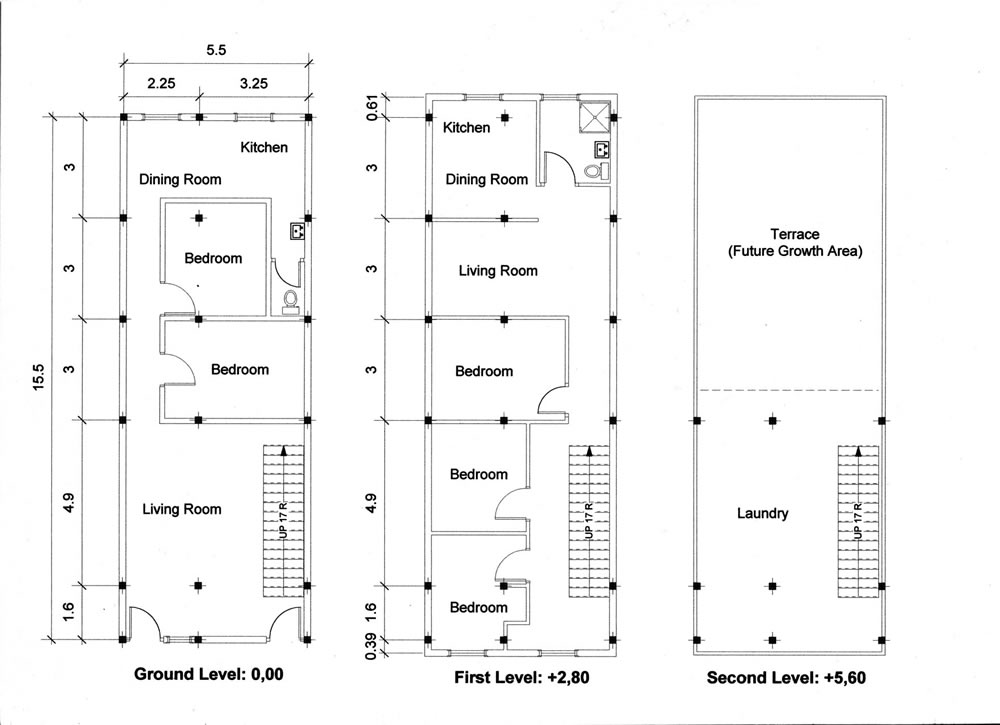 5.5
2.25
3.25
Kitchen
Dining Room
Bedroom
Bedroom
Living Room
UP 17 R
3
3
3
4.9
1.6
15.5
Ground Level: 0,00
0.61
3
3
3
4.9
1.6
0.39
Kitchen
Dining Room
Living Room
Bedroom
Bedroom
Bedroom
UP 17 R
First Level: +2,80
Terrace
(Future Growth Area)
Laundry
UP 17 R
Second Level: +5,60